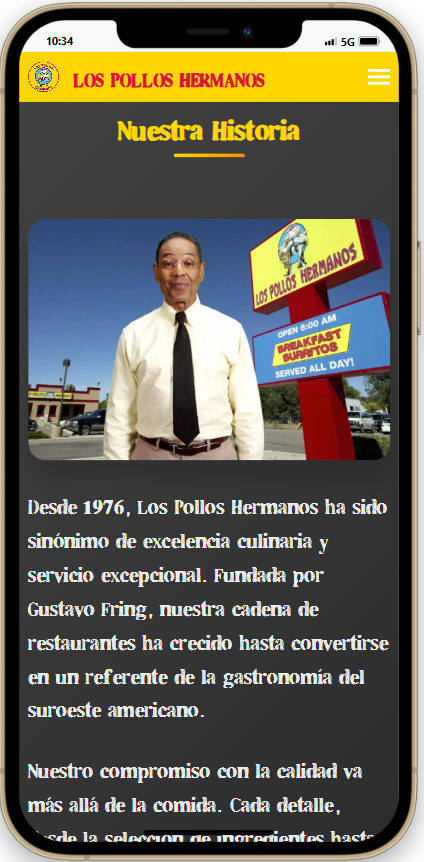 10:34
5G
LOS POLLOS HERMANOS
Nuestra Historia
LOS POLLOS HERMANOS
OPEN 6:00 AM
BREAKFAST
BURRITOS
SERVED ALL DAY!
Desde 1976, Los Pollos Hermanos ha sido
sinónimo de excelencia culinaria y
servicio excepcional. Fundada por
Gustavo Fring, nuestra cadena de
restaurantes ha crecido hasta convertirse
en un referente de la gastronomía del
suroeste americano.
Nuestro compromiso con la calidad va
más allá de la comida. Cada detalle,
desde la selección de ingredientes hasta